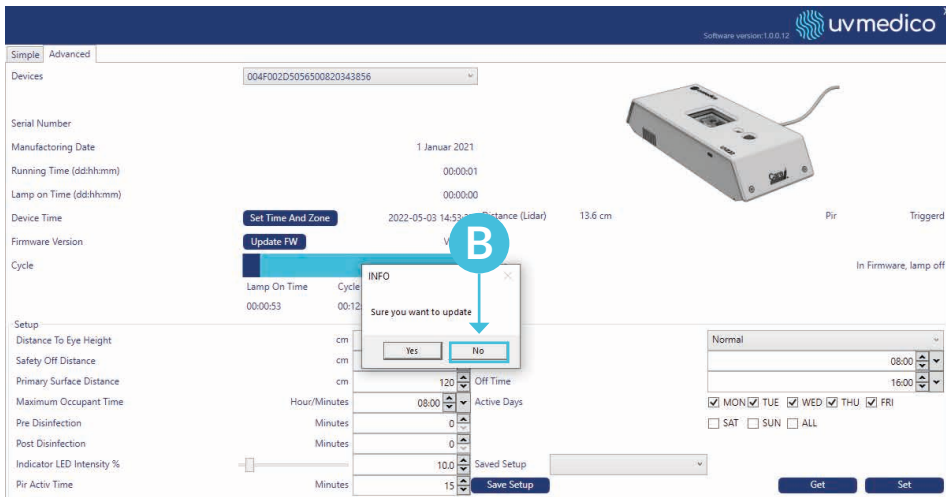 uvmedico
Software version:1.0.0.12
Simple Advanced
Devices 004F002D5056500820343856
Serial Number
Manufactoring Date 1 Januar 2021
Running Time (dd:hh:mm) 00:00:01
Lamp on Time (dd:hh:mm) 00:00:00
Device Time Set Time And Zone 2022-05-03 14:53 Distance (Lidar) 13.6 cm Pir Triggerd
Firmware Version Update FW V
B
Cycle In Firmware, lamp off
INFO
Lamp On Time Cycle
00:00:53 00:12
Sure you want to update
Yes No
Setup
Distance To Eye Height cm Normal
Safety Off Distance cm 08:00
Primary Surface Distance cm 120 Off Time 16:00
Maximum Occupant Time Hour/Minutes 08:00 Active Days MON TUE WED THU FRI
Pre Disinfection Minutes 0 SAT SUN ALL
Post Disinfection Minutes 0
Indicator LED Intensity % 10.0 Saved Setup
Pir Activ Time Minutes 15 Save Setup Get Set